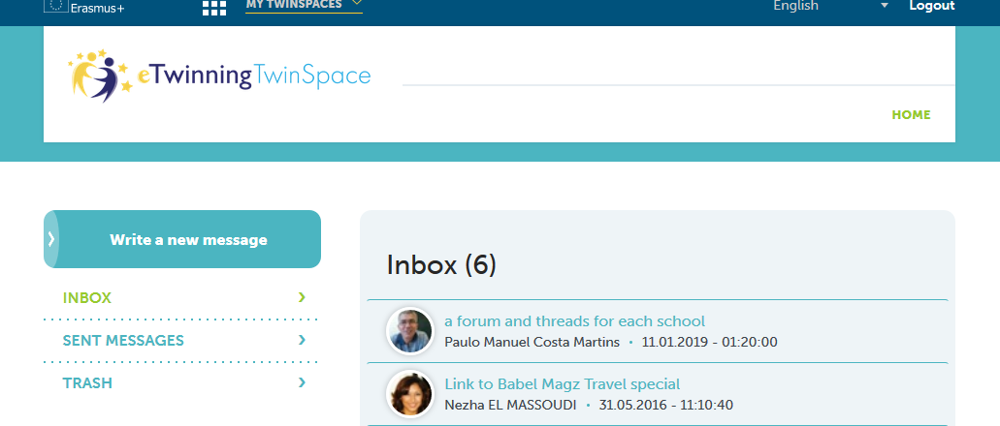 Erasmus+
MY TWINSPACES
English
Logout
eTwinningTwinSpace
HOME
Write a new message
INBOX
SENT MESSAGES
TRASH
Inbox (6)
a forum and threads for each school
Paulo Manuel Costa Martins • 11.01.2019 - 01:20:00
Link to Babel Magz Travel special
Nezha EL MASSOUDI • 31.05.2016 - 11:10:40